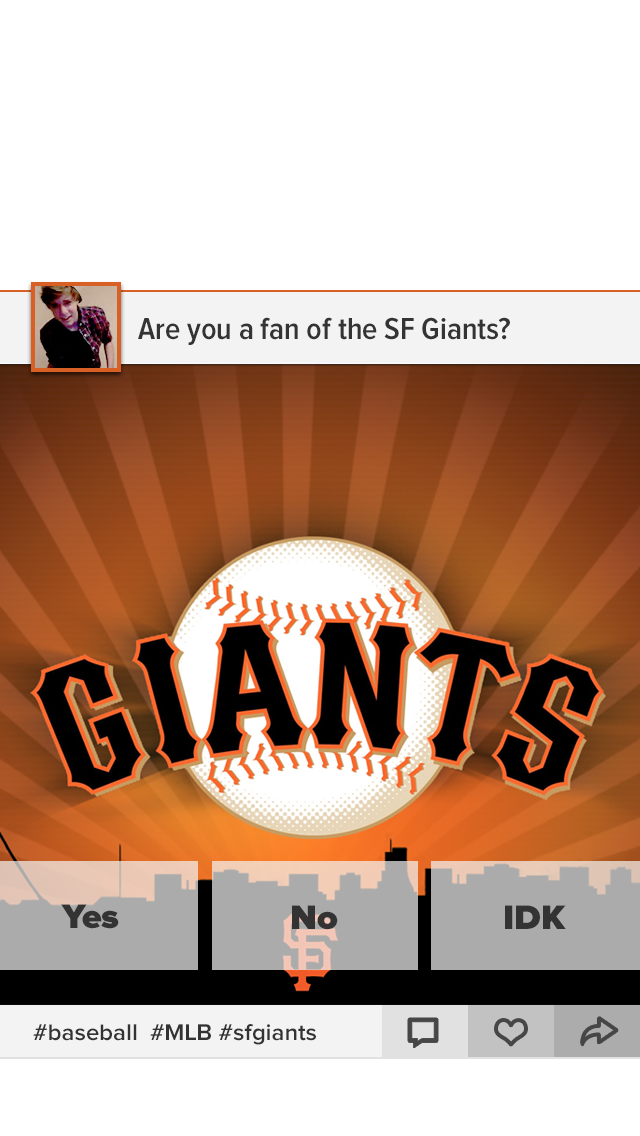 Are you a fan of the SF Giants?
GIANTS
Yes
No
IDK
SF
#baseball #MLB #sfgiants